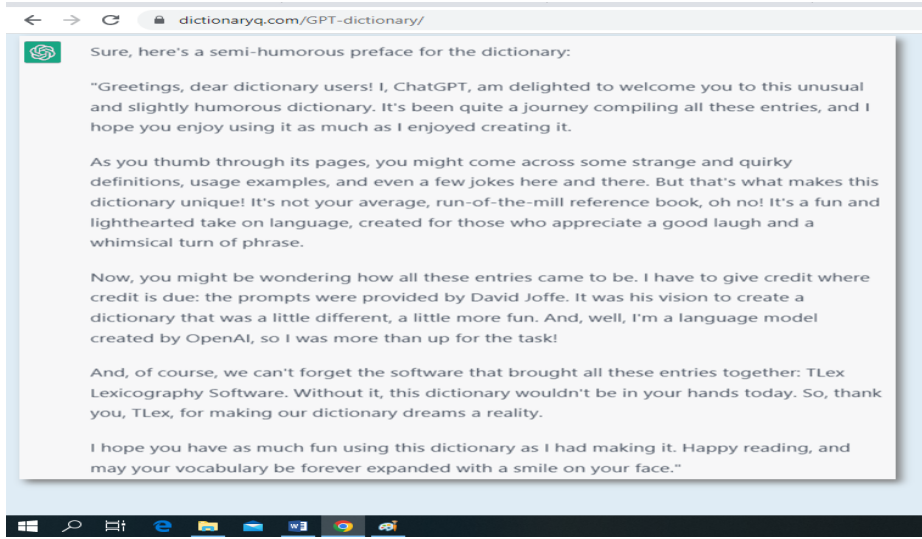 dictionaryq.com/GPT-dictionary/
Sure, here's a semi-humorous preface for the dictionary:
"Greetings, dear dictionary users! I, ChatGPT, am delighted to welcome you to this unusual
and slightly humorous dictionary. It's been quite a journey compiling all these entries, and I
hope you enjoy using it as much as I enjoyed creating it.
As you thumb through its pages, you might come across some strange and quirky
definitions, usage examples, and even a few jokes here and there. But that's what makes this
dictionary unique! It's not your average, run-of-the-mill reference book, oh no! It's a fun and
lighthearted take on language, created for those who appreciate a good laugh and a
whimsical turn of phrase.
Now, you might be wondering how all these entries came to be. I have to give credit where
credit is due: the prompts were provided by David Joffe. It was his vision to create a
dictionary that was a little different, a little more fun. And, well, I'm a language model
created by OpenAI, so I was more than up for the task!
And, of course, we can't forget the software that brought all these entries together: TLex
Lexicography Software. Without it, this dictionary wouldn't be in your hands today. So, thank
you, TLex, for making our dictionary dreams a reality.
I hope you have as much fun using this dictionary as I had making it. Happy reading, and
may your vocabulary be forever expanded with a smile on your face."